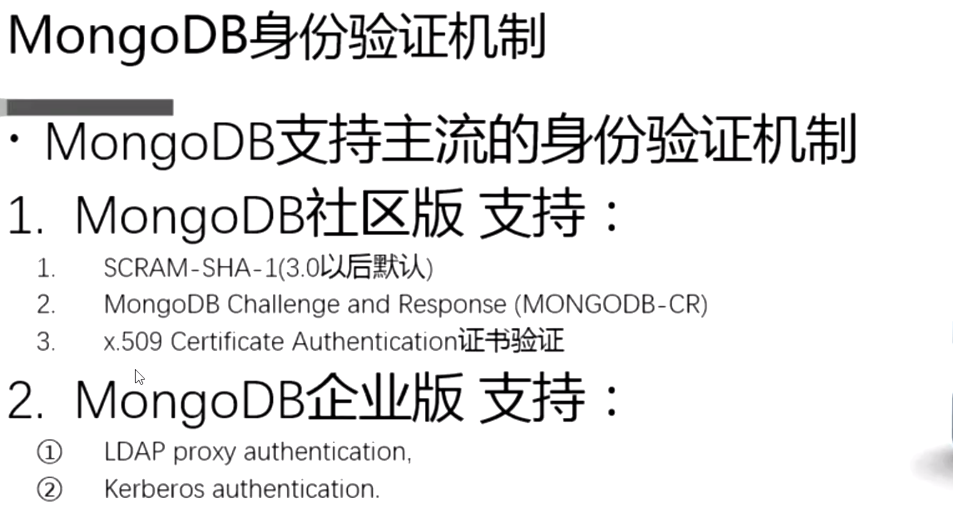 MongoDB身份验证机制
· MongoDB支持主流的身份验证机制
1. MongoDB社区版 支持：
1. SCRAM-SHA-1(3.0以后默认)
2. MongoDB Challenge and Response (MONGODB-CR)
3. x.509 Certificate Authentication证书验证
2. MongoDB企业版 支持：
① LDAP proxy authentication,
② Kerberos authentication.